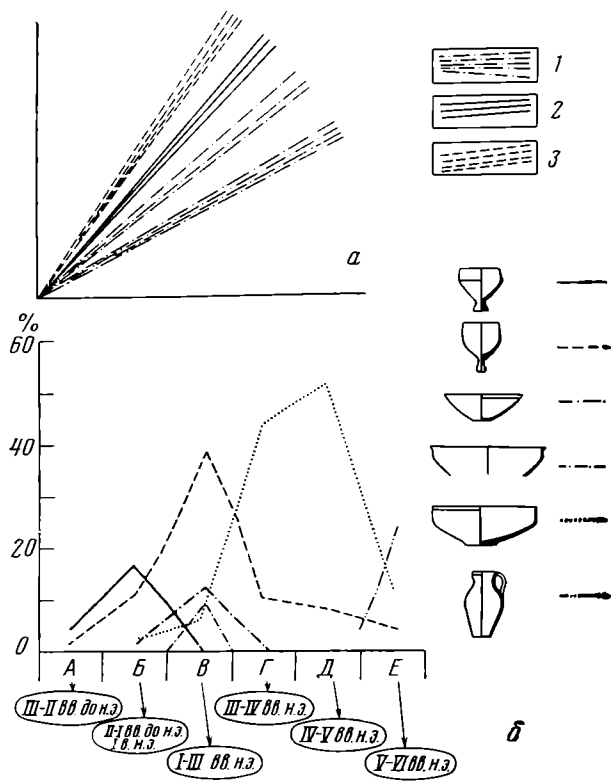 1
2
3
а
%
60
40
20
0
А Б В Г Д Е
III-II вв. до н.э.
II-I вв. до н.э.
I в. н.э.
I-III вв. н.э.
III-IV вв. н.э.
IV-V вв. н.э.
V-VI вв. н.э.
б